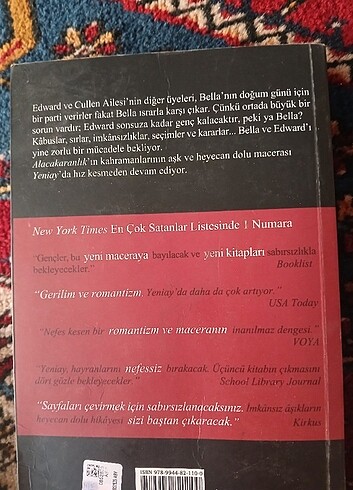 Edward ve Cullen Ailesi'nin diğer üyeleri, Bella'nın doğum günü için
bir parti verirler fakat Bella ısrarla karşı çıkar. Çünkü ortada büyük bir
sorun vardır; Edward sonsuza kadar genç kalacaktır, peki ya Bella?
Kâbuslar, sırlar, imkânsızlıklar, seçimler ve kararlar... Bella ve Edward'ı
yine zorlu bir mücadele bekliyor.
Alacakaranlık'ın kahramanlarının aşk ve heyecan dolu macerası
Yeniay'da hız kesmeden devam ediyor.
New York Times En Çok Satanlar Listesinde 1 Numara
"Gençler, bu yeni maceraya bayılacak ve yeni kitapları sabırsızlıkla
bekleyecekler."
Booklist
"Gerilim ve romantizm, Yeniay'da daha da çok artıyor."
USA Today
"Nefes kesen bir romantizm ve maceranın inanılmaz dengesi."
VOYA
"Yeniay, hayranlarını nefessiz bırakacak. Üçüncü kitabın çıkmasını
dört gözle bekleyecekler."
School Library Journal
"Sayfaları çevirmek için sabırsızlanacaksınız. İmkânsız âşıkların
heyecan dolu hikâyesi sizi baştan çıkaracak."
Kirkus
ISBN 978-9944-82-110-0